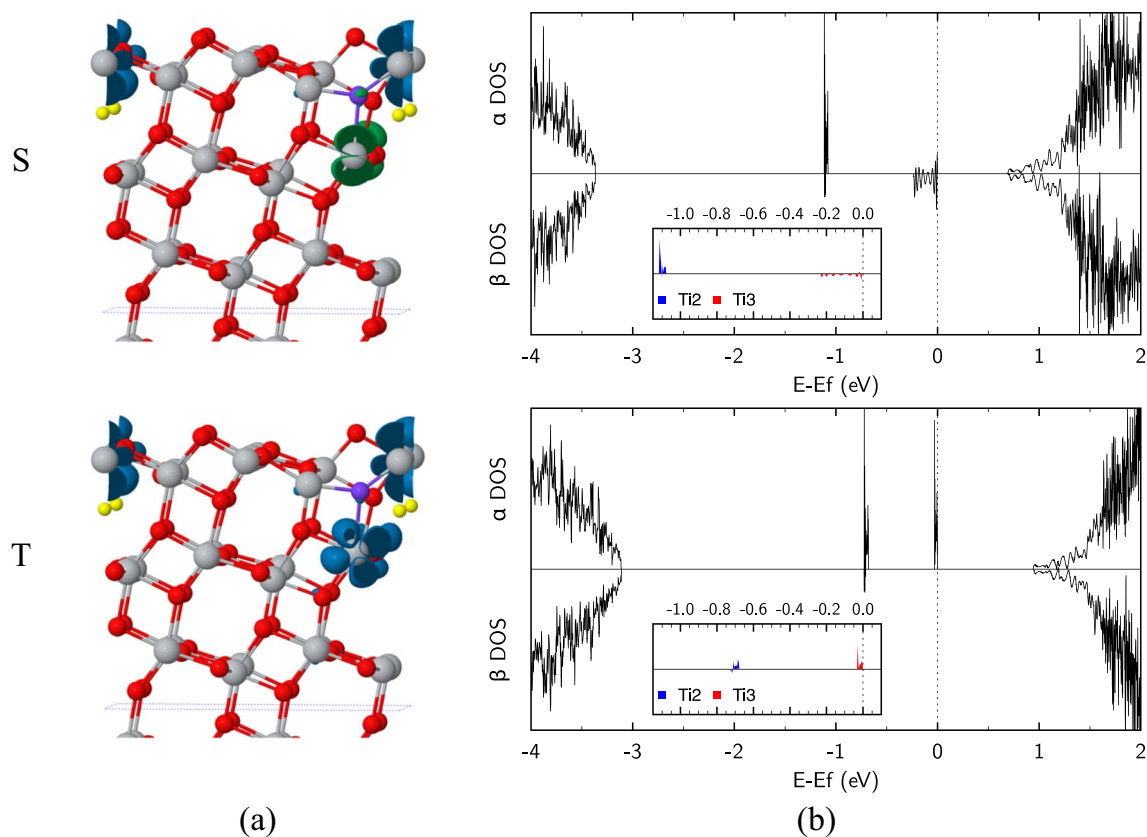 S
α DOS
β DOS
-1.0 -0.8 -0.6 -0.4 -0.2 0.0
Ti2 Ti3
-4 -3 -2 -1 0 1 2
E-Ef (eV)
T
α DOS
β DOS
-1.0 -0.8 -0.6 -0.4 -0.2 0.0
Ti2 Ti3
-4 -3 -2 -1 0 1 2
E-Ef (eV)
(a) (b)